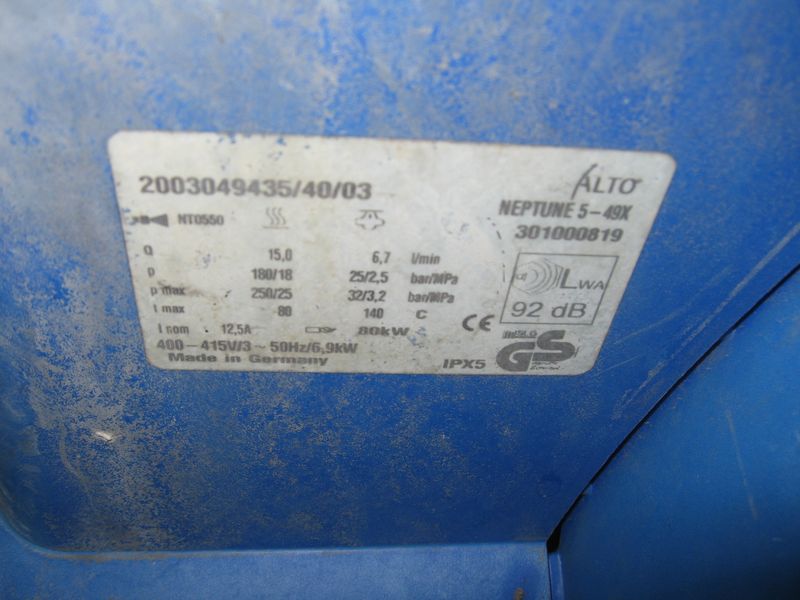 2003049435/40/03
ALTO
NEPTUNE 5-49X
301000819
NT0550
Q 15,0 6,7 l/min
p 180/18 25/2,5 bar/MPa
p max 250/25 32/3,2 bar/MPa
t max 80 140 C
I nom 12,5A 80kW
400-415V/3~50Hz/6,9kW
Made in Germany
IPX5
CE
LWA
92 dB
GS